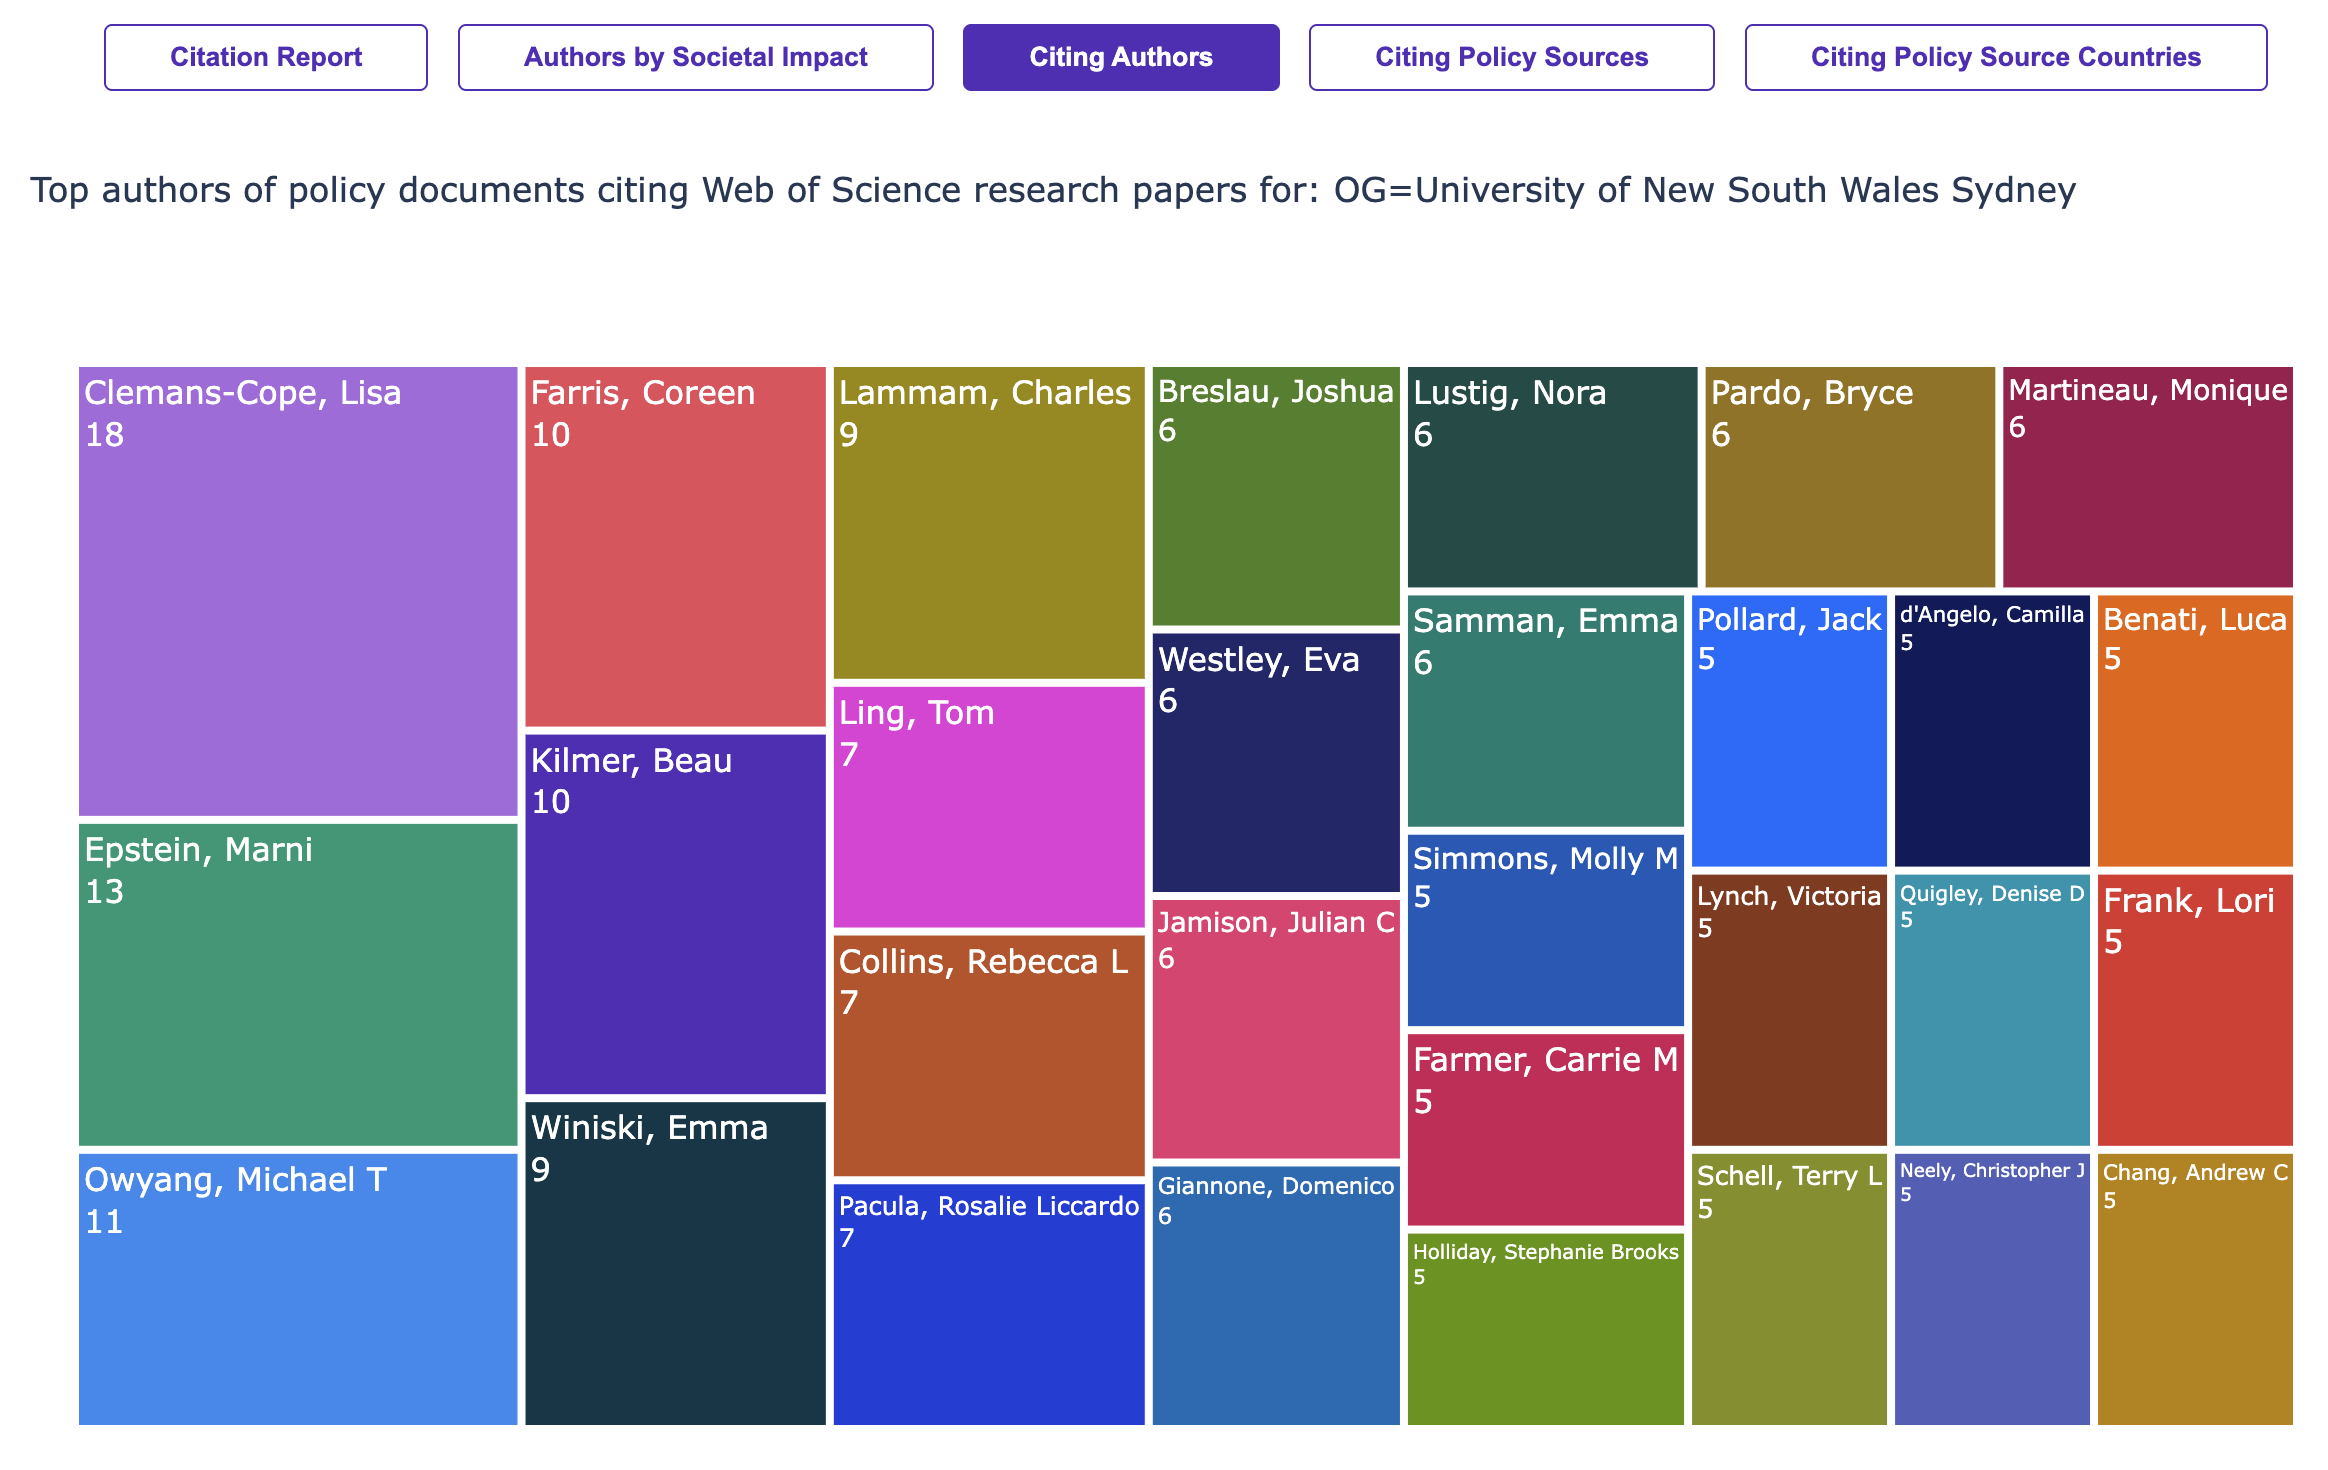 Citation Report
Authors by Societal Impact
Citing Authors
Citing Policy Sources
Citing Policy Source Countries
Top authors of policy documents citing Web of Science research papers for: OG=University of New South Wales Sydney
Clemans-Cope, Lisa
18
Epstein, Marni
13
Owyang, Michael T
11
Farris, Coreen
10
Kilmer, Beau
10
Winiski, Emma
9
Lammam, Charles
9
Ling, Tom
7
Collins, Rebecca L
7
Pacula, Rosalie Liccardo
7
Breslau, Joshua
6
Westley, Eva
6
Jamison, Julian C
6
Giannone, Domenico
6
Lustig, Nora
6
Pardo, Bryce
6
Martineau, Monique
6
Samman, Emma
6
Simmons, Molly M
5
Farmer, Carrie M
5
Holliday, Stephanie Brooks
5
Pollard, Jack
5
d'Angelo, Camilla
5
Benati, Luca
5
Lynch, Victoria
5
Quigley, Denise D
5
Frank, Lori
5
Schell, Terry L
5
Neely, Christopher J
5
Chang, Andrew C
5